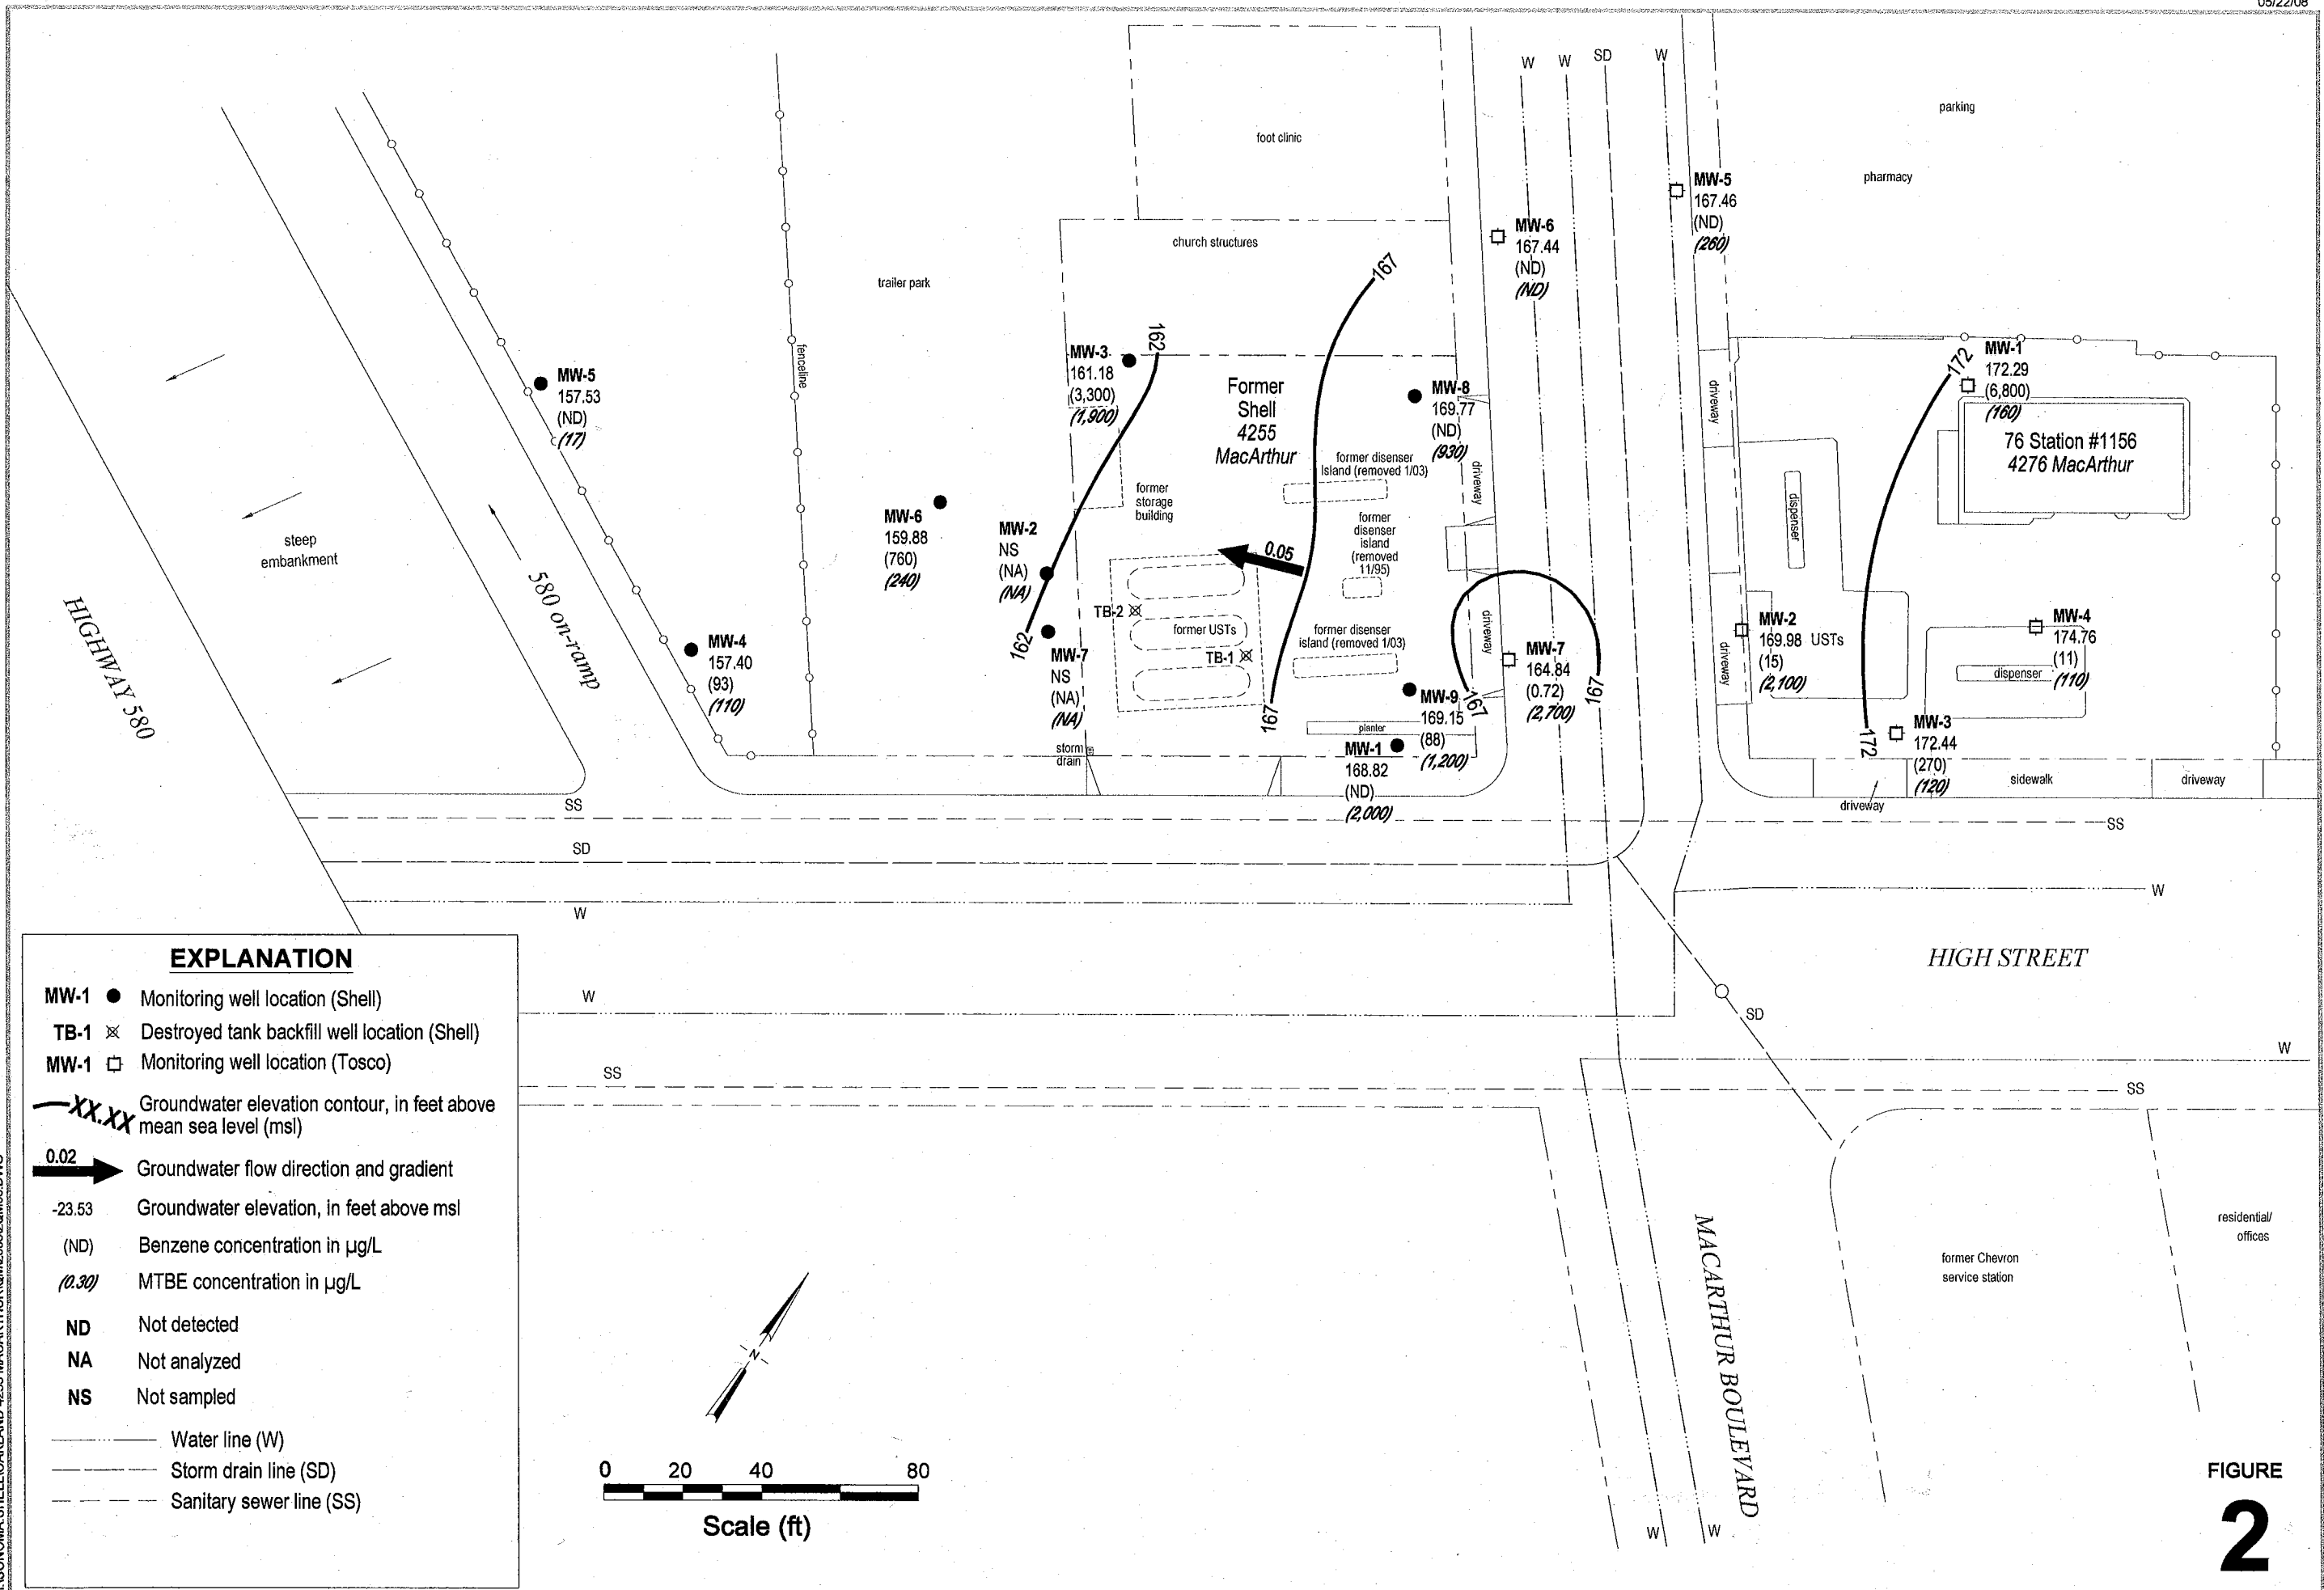 05/22/08
W
W
SD
W
parking
foot clinic
pharmacy
MW-5
167.46
(ND)
(260)
MW-6
167.44
(ND)
(ND)
church structures
trailer park
167
162
fenceline
MW-3
161.18
(3,300)
(1,900)
Former
Shell
4255
MacArthur
MW-8
169.77
(ND)
(930)
driveway
driveway
172
MW-1
172.29
(6,800)
(160)
76 Station #1156
4276 MacArthur
MW-5
157.53
(ND)
(17)
former disenser
island (removed 1/03)
former
storage
building
former
disenser
island
(removed
11/95)
dispenser
MW-6
159.88
(760)
(240)
MW-2
NS
(NA)
(NA)
0.05
steep
embankment
580 on-ramp
HIGHWAY 580
TB-2
former USTs
TB-1
former disenser
island (removed 1/03)
driveway
driveway
MW-4
157.40
(93)
(110)
162
MW-7
NS
(NA)
(NA)
167
MW-7
164.84
(0.72)
(2,700)
167
167
MW-2
169.98 USTs
(15)
(2,100)
MW-4
174.76
(11)
(110)
dispenser
MW-9
169.15
(88)
(1,200)
planter
MW-1
168.82
(ND)
(2,000)
storm
drain
172
MW-3
172.44
(270)
(120)
driveway
sidewalk
driveway
SS
SS
SD
W
W
HIGH STREET
W
SD
W
SS
SS
EXPLANATION
MW-1 Monitoring well location (Shell)
TB-1 Destroyed tank backfill well location (Shell)
MW-1 Monitoring well location (Tosco)
XX.XX Groundwater elevation contour, in feet above
mean sea level (msl)
0.02 Groundwater flow direction and gradient
-23.53 Groundwater elevation, in feet above msl
(ND) Benzene concentration in µg/L
(0.30) MTBE concentration in µg/L
ND Not detected
NA Not analyzed
NS Not sampled
Water line (W)
Storm drain line (SD)
Sanitary sewer line (SS)
N
0 20 40 80
Scale (ft)
MACARTHUR BOULEVARD
former Chevron
service station
residential/
offices
W
W
FIGURE
2